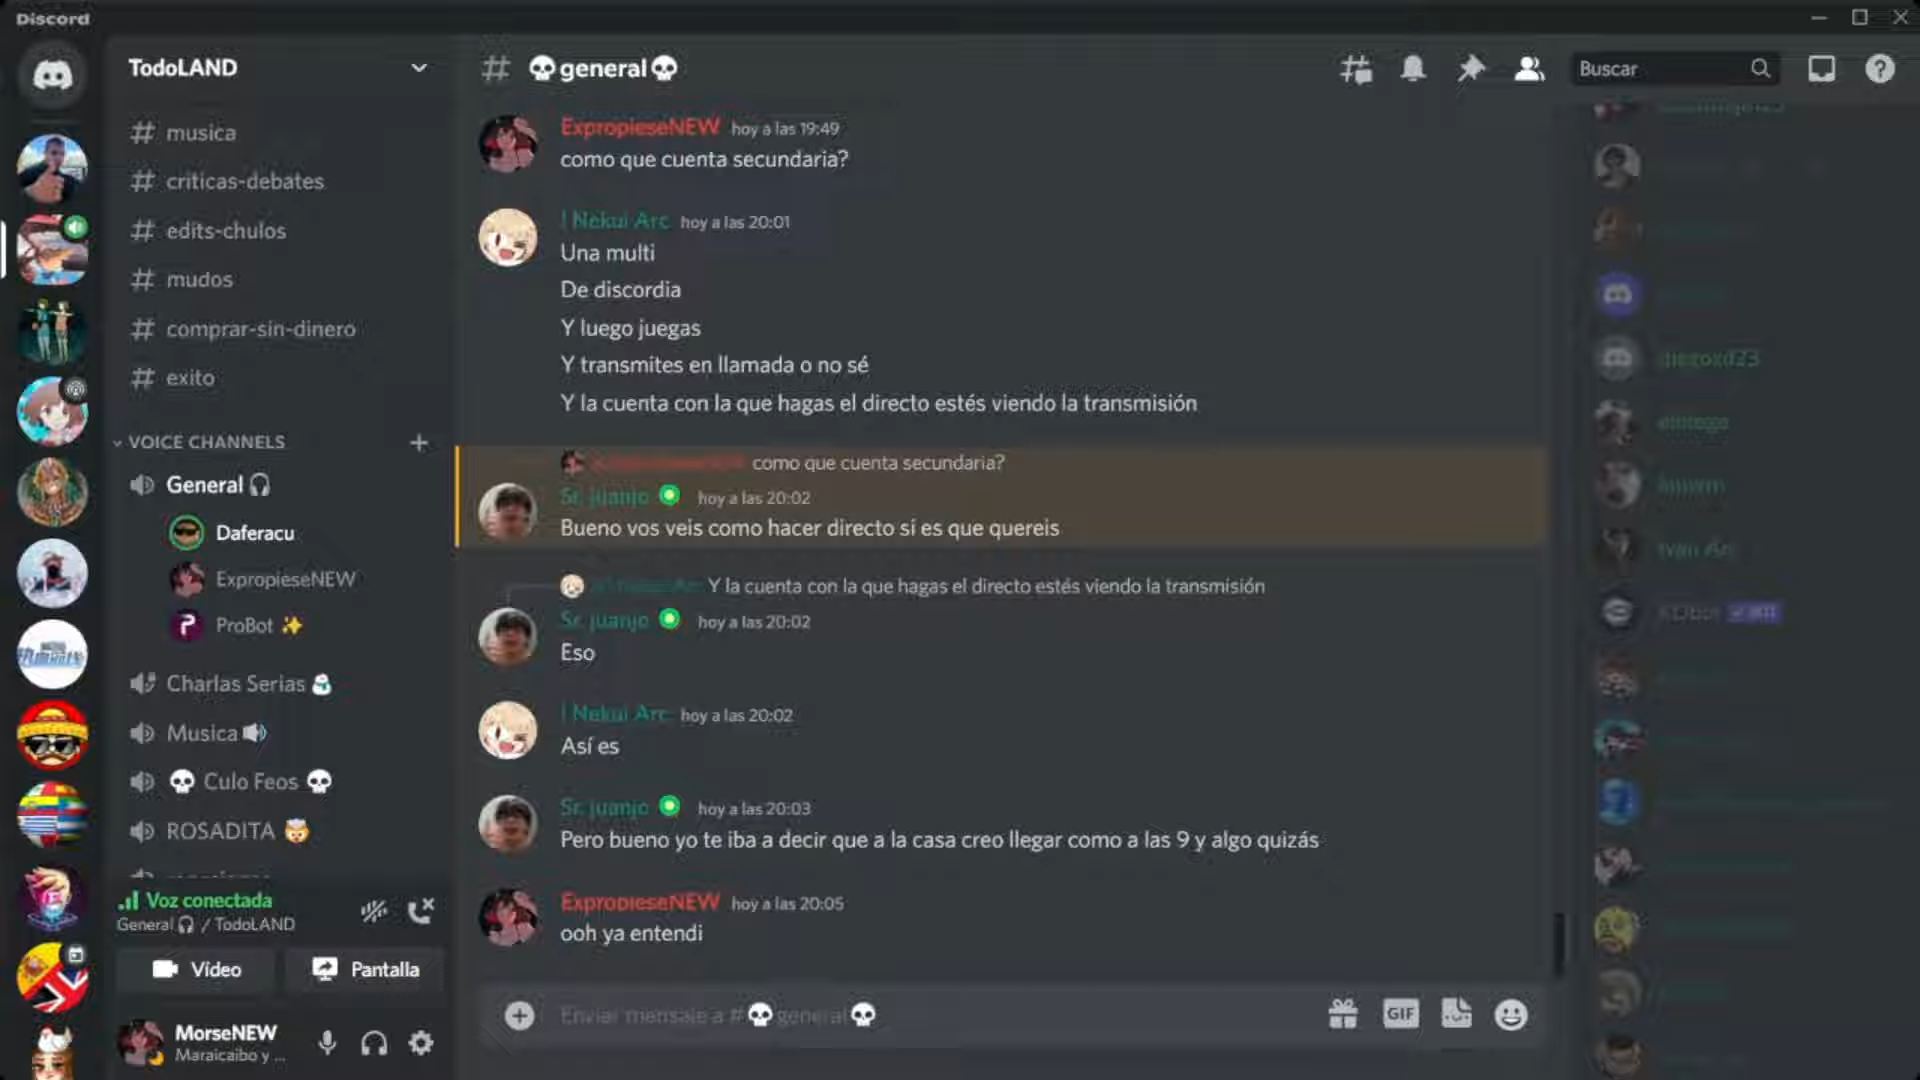 Discord
TodoLAND
musica
criticas-debates
edits-chulos
mudos
comprar-sin-dinero
exito
VOICE CHANNELS
General
Daferacu
ExpropieseNEW
ProBot
Charlas Serias
Musica
Culo Feos
ROSADITA
Voz conectada
General / TodoLAND
Vídeo
Pantalla
MorseNEW
Maraicaibo y ...
# general
Buscar
ExpropieseNEW hoy a las 19:49
como que cuenta secundaria?
! Nekui Arc hoy a las 20:01
Una multi
De discordia
Y luego juegas
Y transmites en llamada o no sé
Y la cuenta con la que hagas el directo estés viendo la transmisión
como que cuenta secundaria?
Sr. juanjo hoy a las 20:02
Bueno vos veis como hacer directo si es que quereis
Y la cuenta con la que hagas el directo estés viendo la transmisión
Sr. juanjo hoy a las 20:02
Eso
! Nekui Arc hoy a las 20:02
Así es
Sr. juanjo hoy a las 20:03
Pero bueno yo te iba a decir que a la casa creo llegar como a las 9 y algo quizás
ExpropieseNEW hoy a las 20:05
ooh ya entendi
Enviar mensaje a # general
GIF
diegoxd23